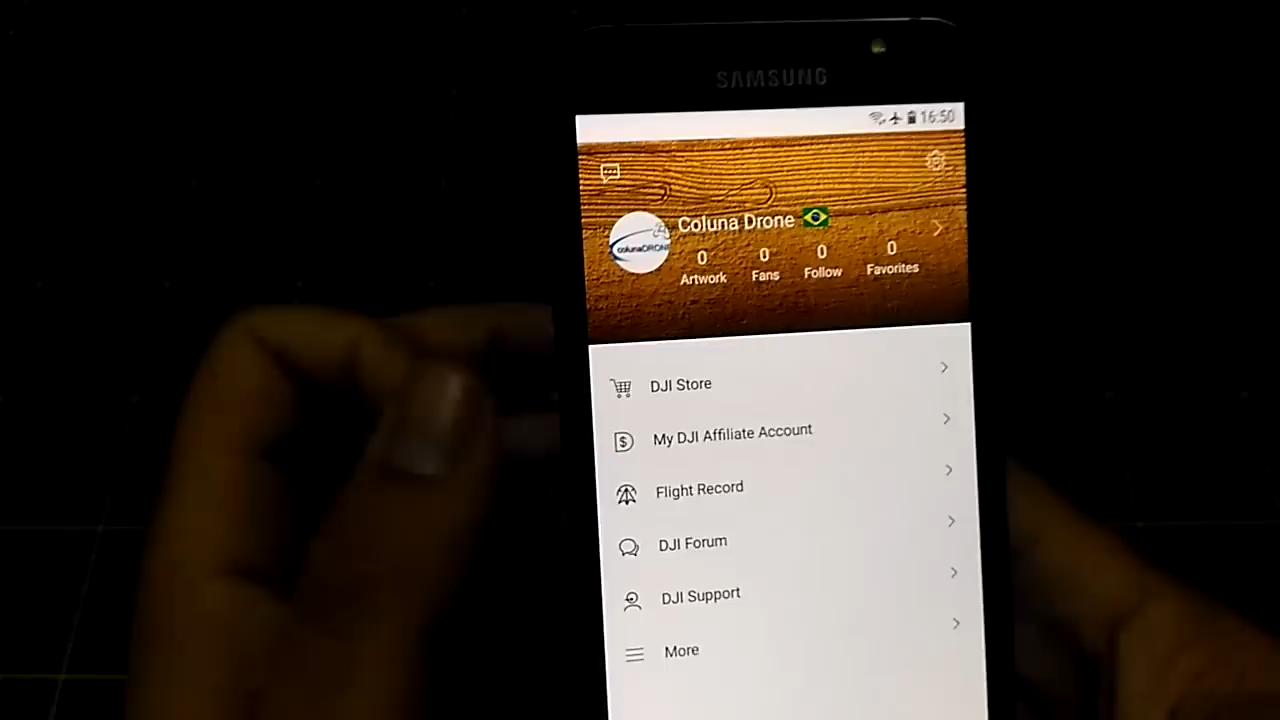 SAMSUNG
16:50
Coluna Drone
colunaDRONE
0 0 0 0
Artwork Fans Follow Favorites
DJI Store
My DJI Affiliate Account
Flight Record
DJI Forum
DJI Support
More